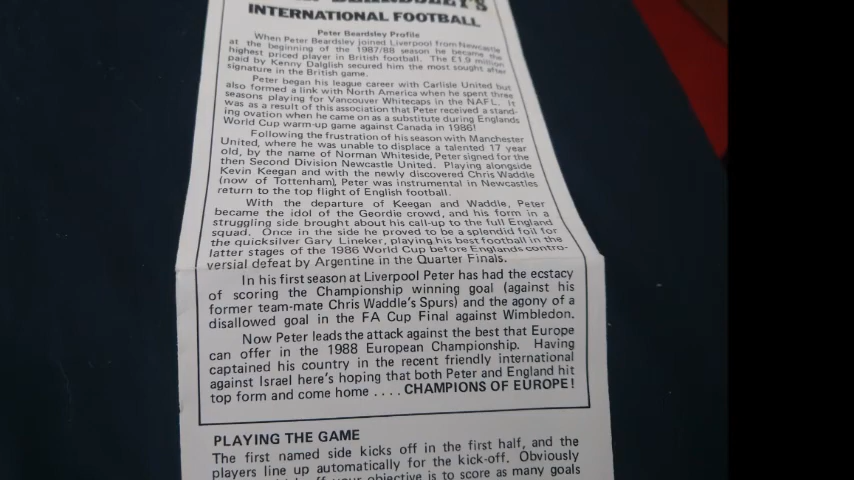 BEARDSLEY'S
INTERNATIONAL FOOTBALL
Peter Beardsley Profile
When Peter Beardsley joined Liverpool from Newcastle
at the beginning of the 1987/88 season he became the
highest priced player in British football. The £1.9 million
paid by Kenny Dalglish secured him the most sought after
signature in the British game.
Peter began his league career with Carlisle United but
also formed a link with North America when he spent three
seasons playing for Vancouver Whitecaps in the NAFL. It
was as a result of this association that Peter received a stand-
ing ovation when he came on as a substitute during Englands
World Cup warm-up game against Canada in 1986!
Following the frustration of his season with Manchester
United, where he was unable to displace a talented 17 year
old, by the name of Norman Whiteside, Peter signed for the
then Second Division Newcastle United. Playing alongside
Kevin Keegan and with the newly discovered Chris Waddle
(now of Tottenham), Peter was instrumental in Newcastles
return to the top flight of English football.
With the departure of Keegan and Waddle, Peter
became the idol of the Geordie crowd, and his form in a
struggling side brought about his call-up to the full England
squad. Once in the side he proved to be a splendid foil for
the quicksilver Gary Lineker, playing his best football in the
latter stages of the 1986 World Cup before Englands contro-
versial defeat by Argentine in the Quarter Finals.
In his first season at Liverpool Peter has had the ecstacy
of scoring the Championship winning goal (against his
former team-mate Chris Waddle's Spurs) and the agony of a
disallowed goal in the FA Cup Final against Wimbledon.
Now Peter leads the attack against the best that Europe
can offer in the 1988 European Championship. Having
captained his country in the recent friendly international
against Israel here's hoping that both Peter and England hit
top form and come home .... CHAMPIONS OF EUROPE!
PLAYING THE GAME
The first named side kicks off in the first half, and the
players line up automatically for the kick-off. Obviously
your objective is to score as many goals